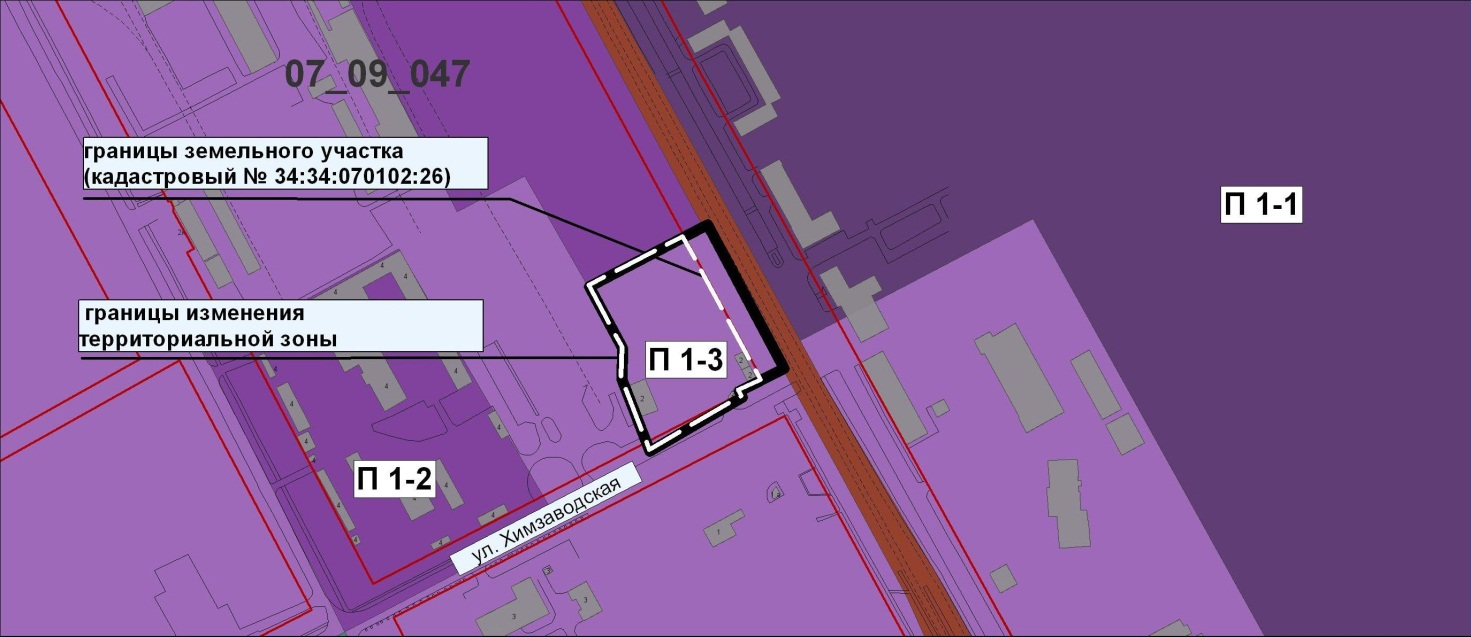 07_09_047
границы земельного участка
(кадастровый № 34:34:070102:26)
П 1-1
границы изменения
территориальной зоны
П 1-3
П 1-2
ул. Химзаводская